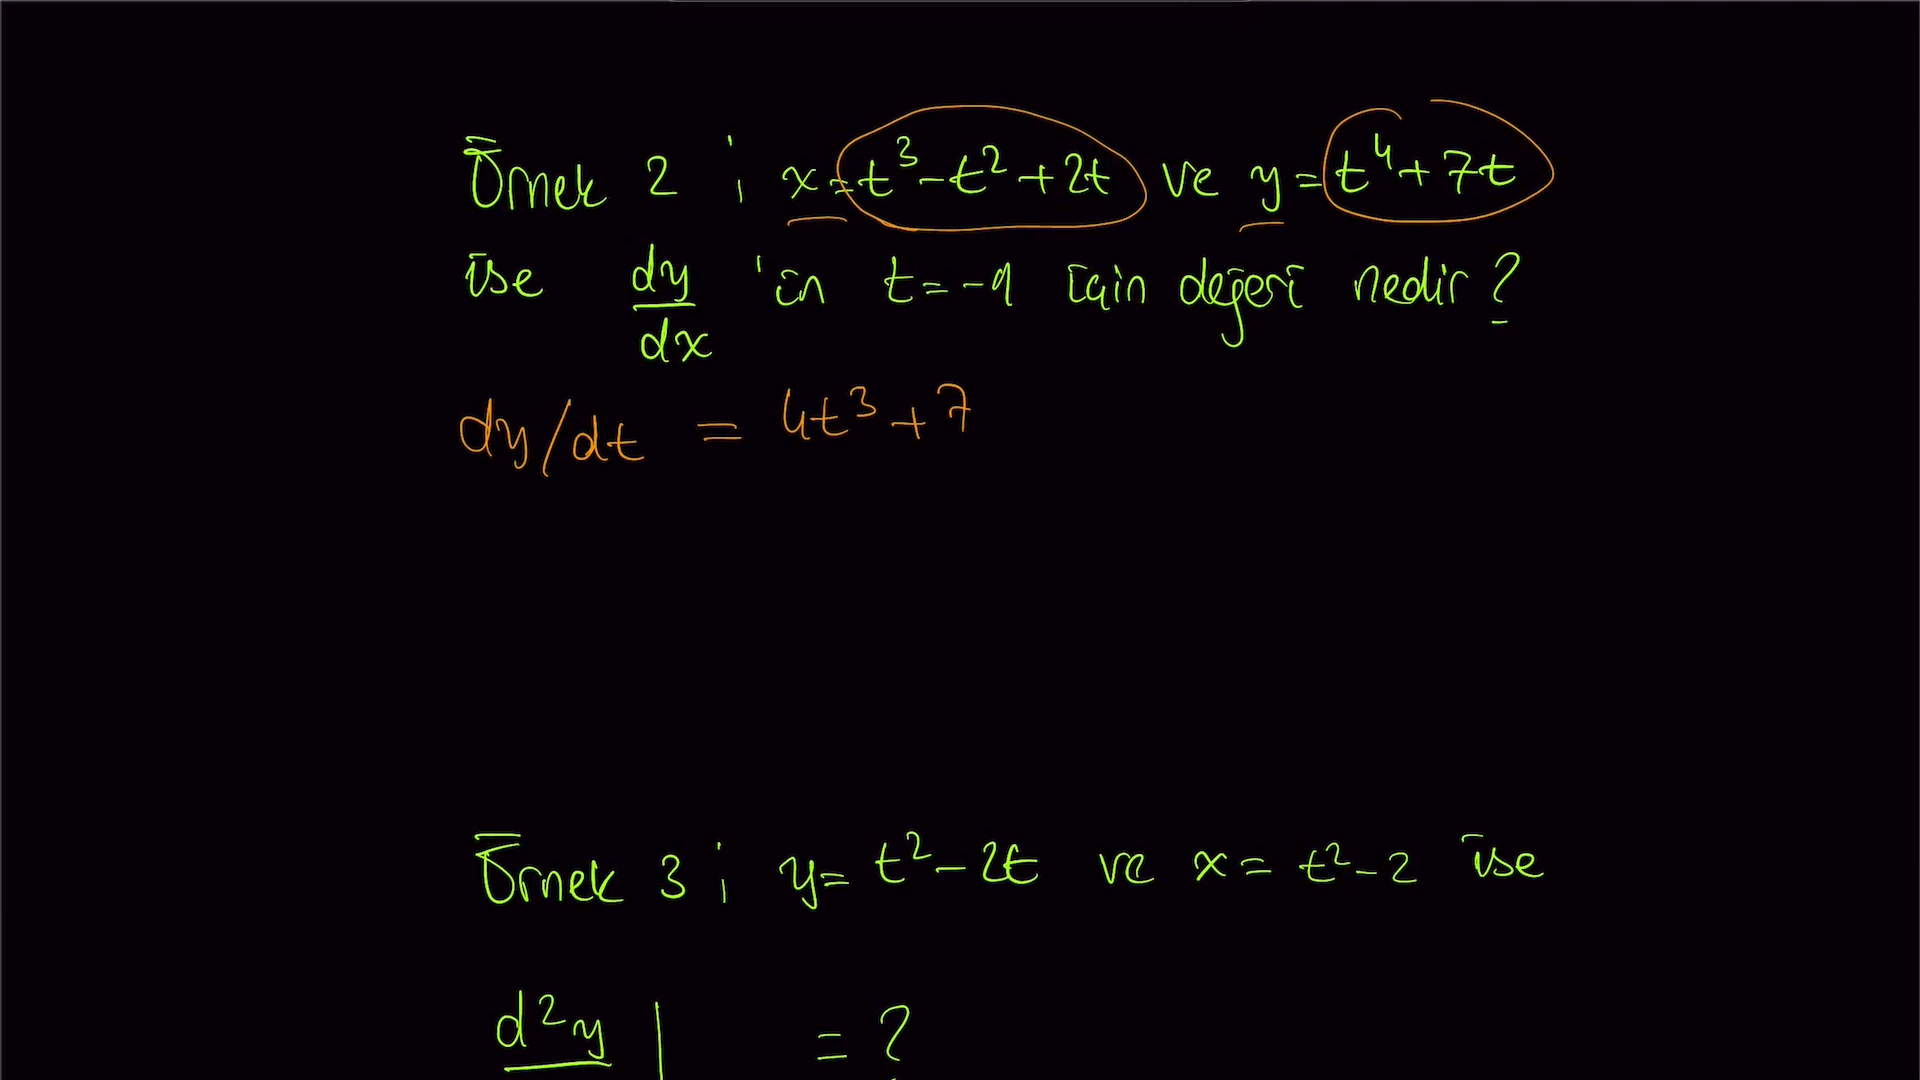 Örnek 2 ; x = t³ - t² + 2t ve y = t⁴ + 7t
ise dy/dx 'in t = -1 için değeri nedir ?
dy/dt = 4t³ + 7
Örnek 3 ; y = t² - 2t ve x = t² - 2 ise
d²y | = ?